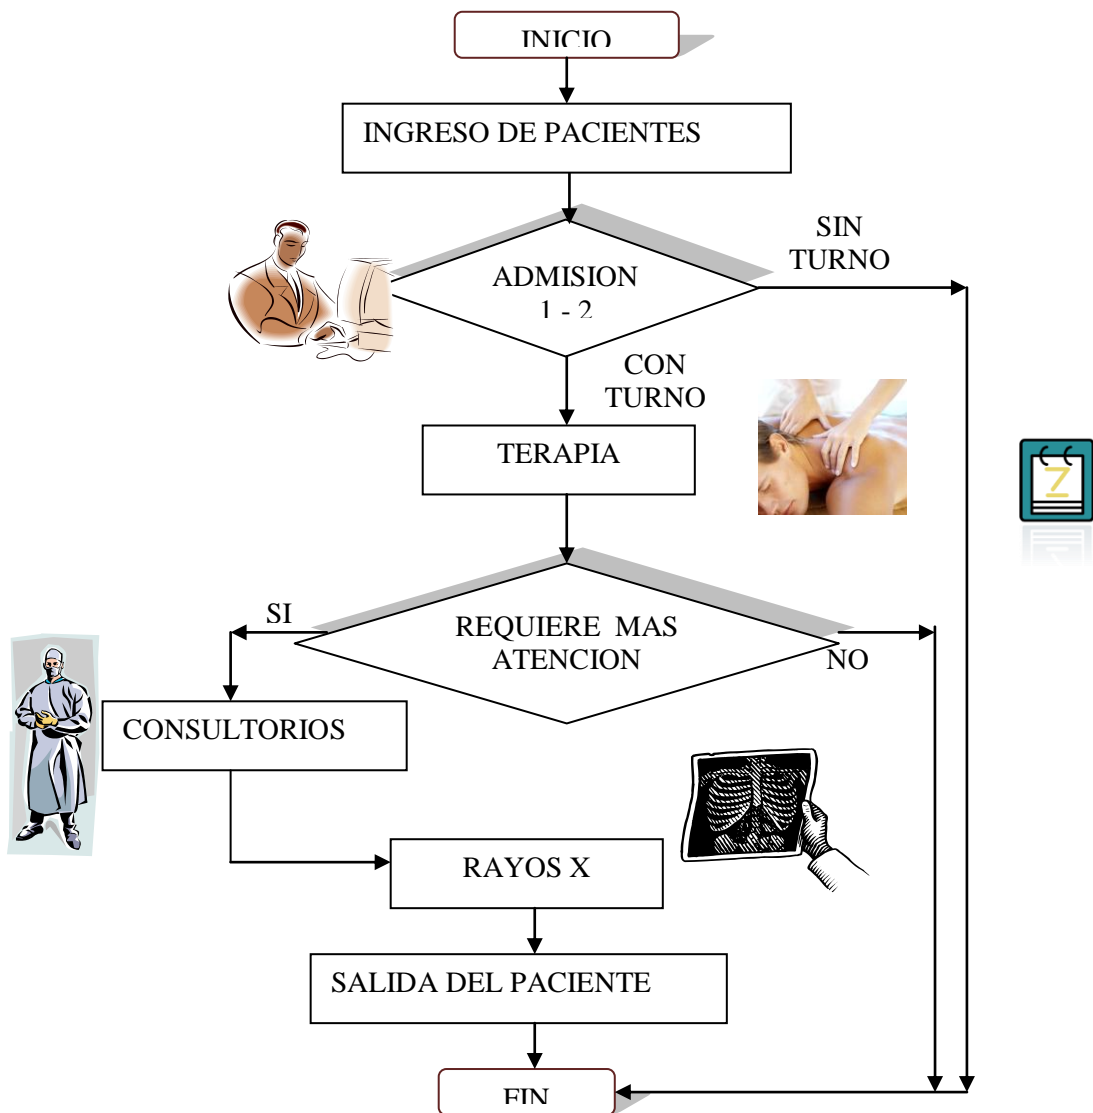 INICIO
INGRESO DE PACIENTES
SIN
TURNO
ADMISION
1 - 2
CON
TURNO
TERAPIA
Z
SI
REQUIERE MAS
ATENCION
NO
CONSULTORIOS
RAYOS X
SALIDA DEL PACIENTE
FIN